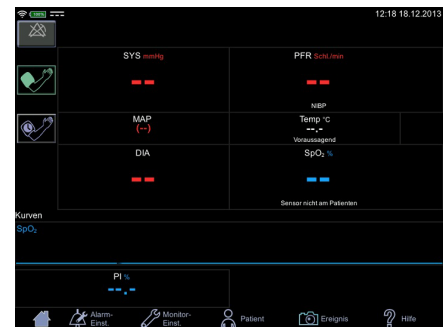 100%
12:18 18.12.2013
SYS mmHg
PFR Schl./min
-- --
NIBP
MAP
(--)
Temp °C
--.-
Voraussagend
DIA
SpO₂ %
-- --
Sensor nicht am Patienten
Kurven
SpO₂
PI %
--.-
Alarm-
Einst.
Monitor-
Einst.
Patient
Ereignis
Hilfe